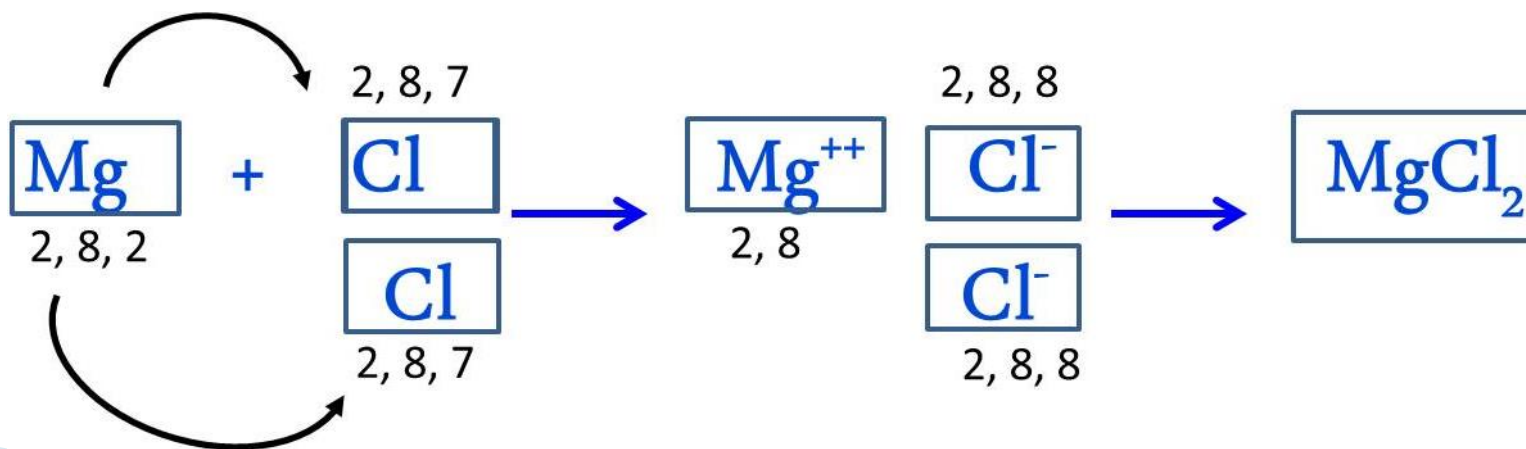 2, 8, 7 2, 8, 8
Mg + Cl Mg⁺⁺ Cl⁻ MgCl₂
2, 8, 2 2, 8
Cl Cl⁻
2, 8, 7 2, 8, 8